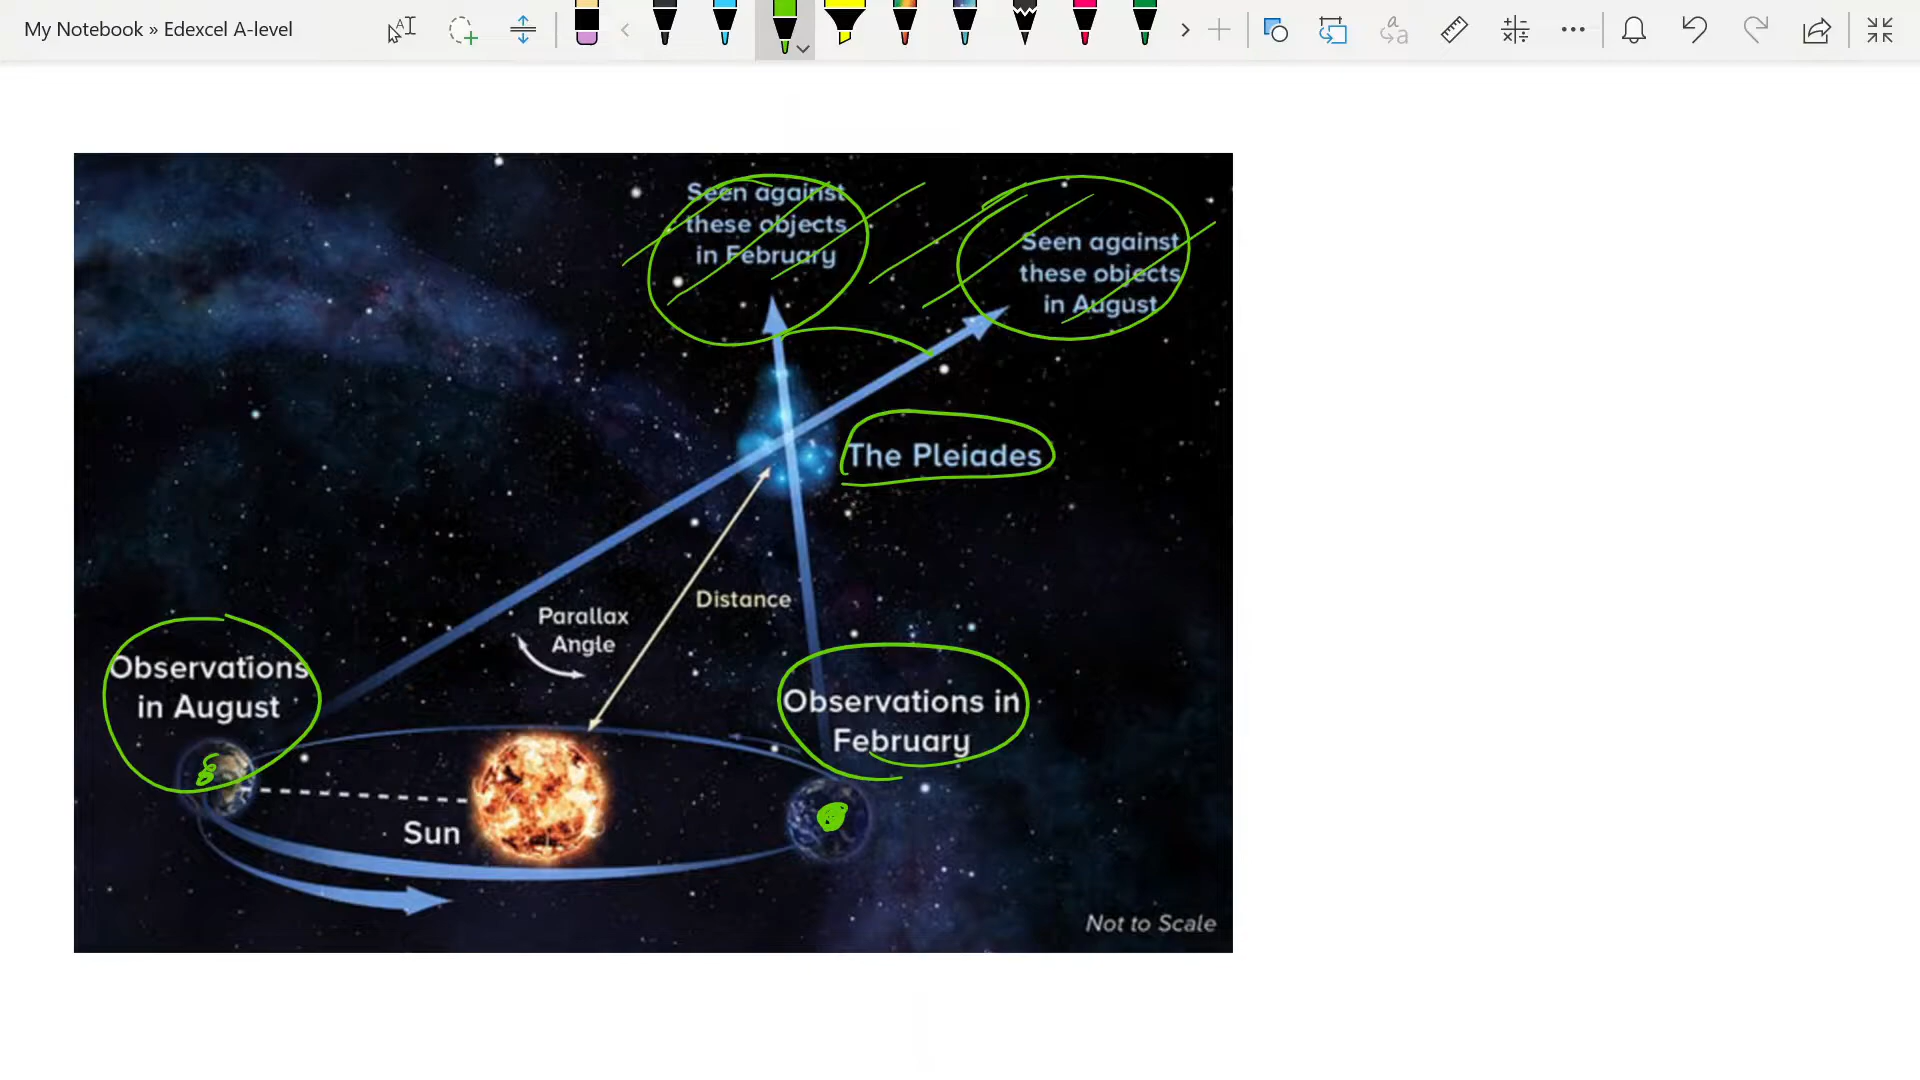 My Notebook » Edexcel A-level
Seen against
these objects
in February
Seen against
these objects
in August
The Pleiades
Distance
Parallax
Angle
Observations
in August
Observations in
February
Sun
Not to Scale